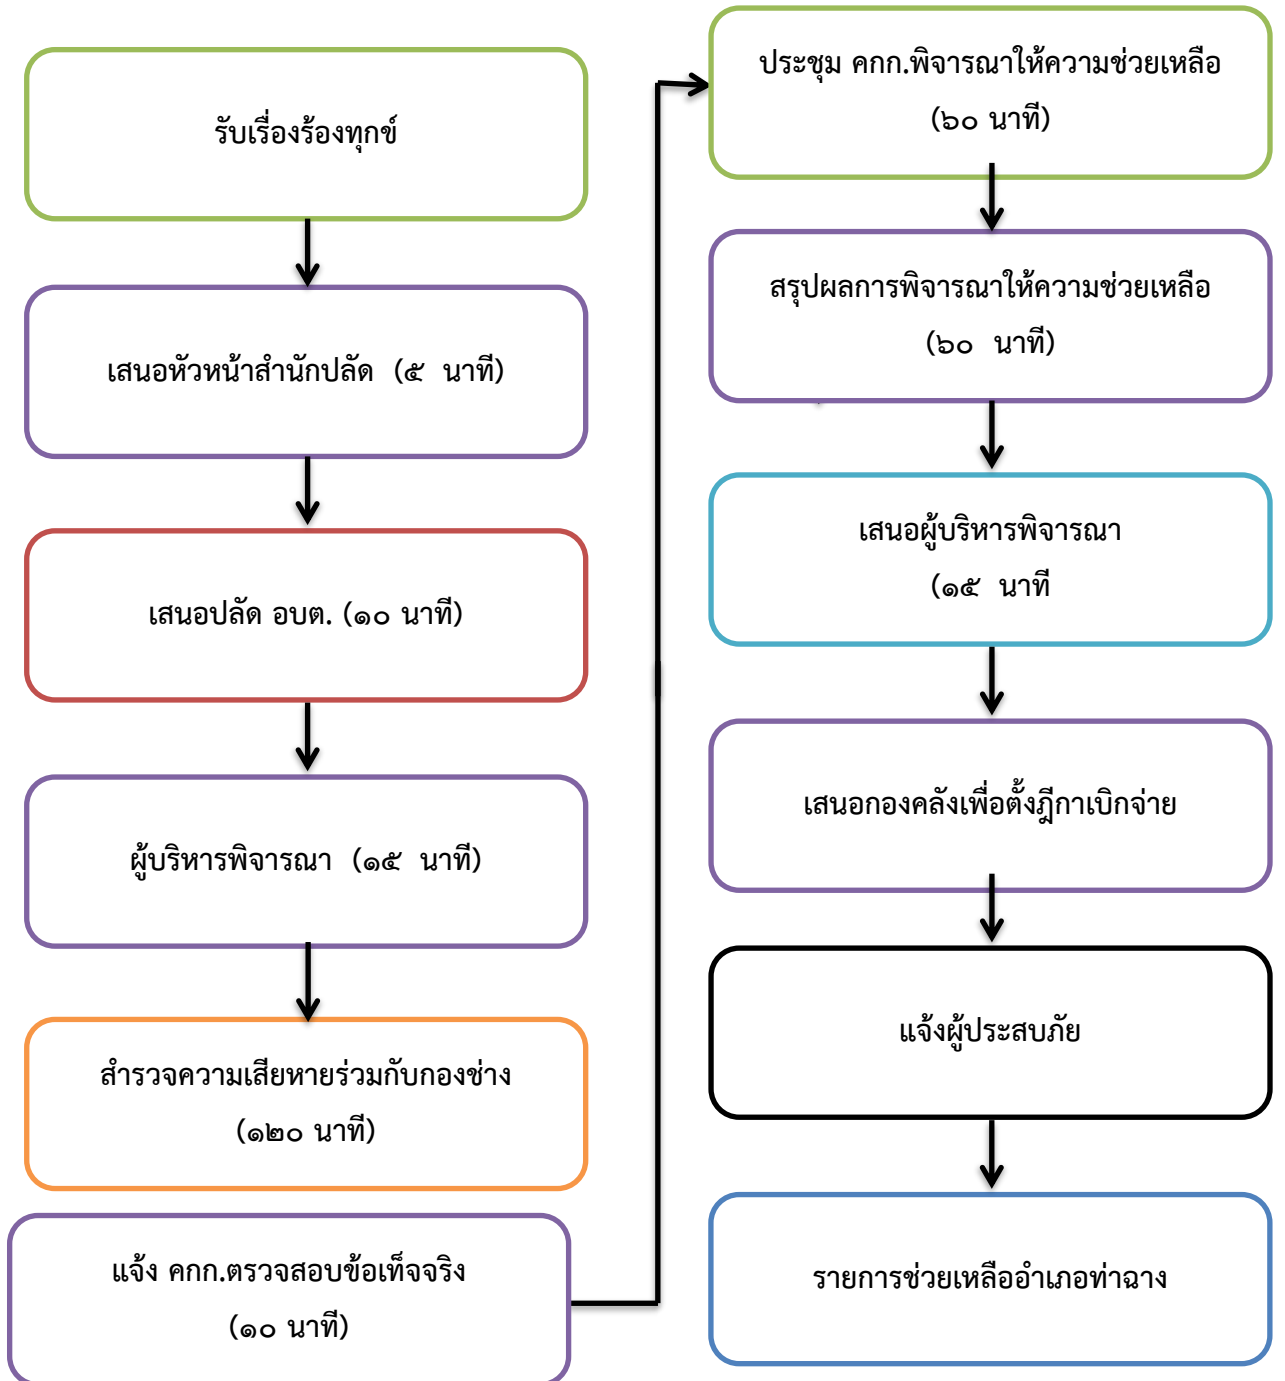 รับเรื่องร้องทุกข์
เสนอหัวหน้าสำนักปลัด (๕ นาที)
เสนอปลัด อบต. (๑๐ นาที)
ผู้บริหารพิจารณา (๑๕ นาที)
สำรวจความเสียหายร่วมกับกองช่าง
(๑๒๐ นาที)
แจ้ง คกก.ตรวจสอบข้อเท็จจริง
(๑๐ นาที)
ประชุม คกก.พิจารณาให้ความช่วยเหลือ
(๖๐ นาที)
สรุปผลการพิจารณาให้ความช่วยเหลือ
(๖๐ นาที)
เสนอผู้บริหารพิจารณา
(๑๕ นาที
เสนอกองคลังเพื่อตั้งฎีกาเบิกจ่าย
แจ้งผู้ประสบภัย
รายการช่วยเหลืออำเภอท่าฉาง